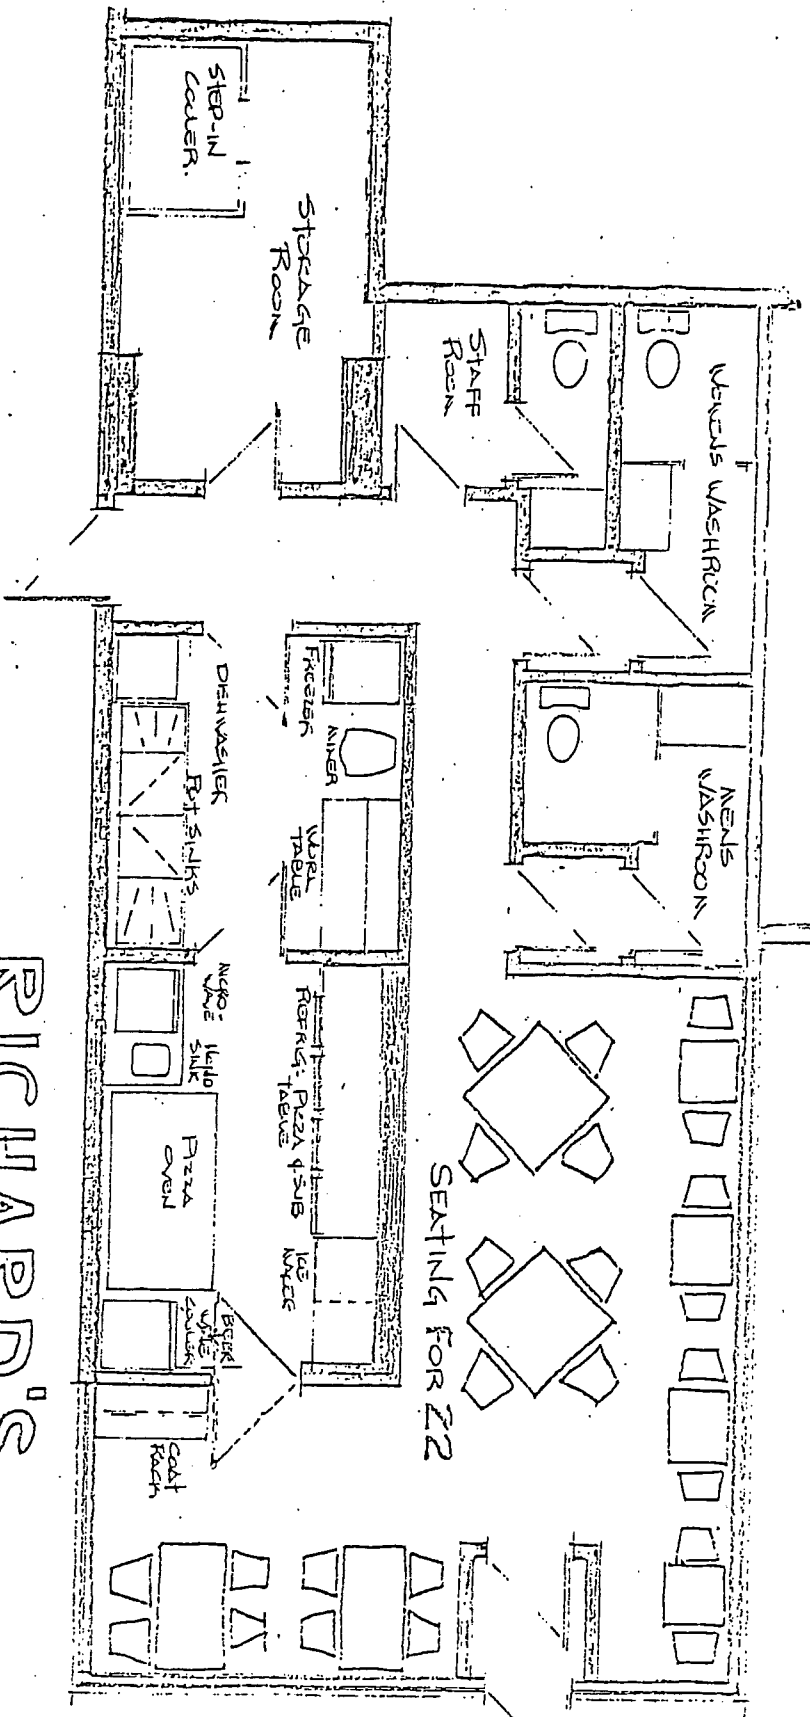 STEP-IN
COOLER.
STORAGE
ROOM
STAFF
ROOM
WOMENS WASHROOM
MENS
WASHROOM
DISHWASHER
POT SINKS
FREEZER
MIXER
WORK
TABLE
MICRO-
WAVE
HAND
SINK
PIZZA
OVEN
REFRIG. PIZZA & SUB
TABLE
ICE
MAKER
BEER/
WINE
COOLER
COAT
RACK
SEATING FOR 22
RICHARD'S